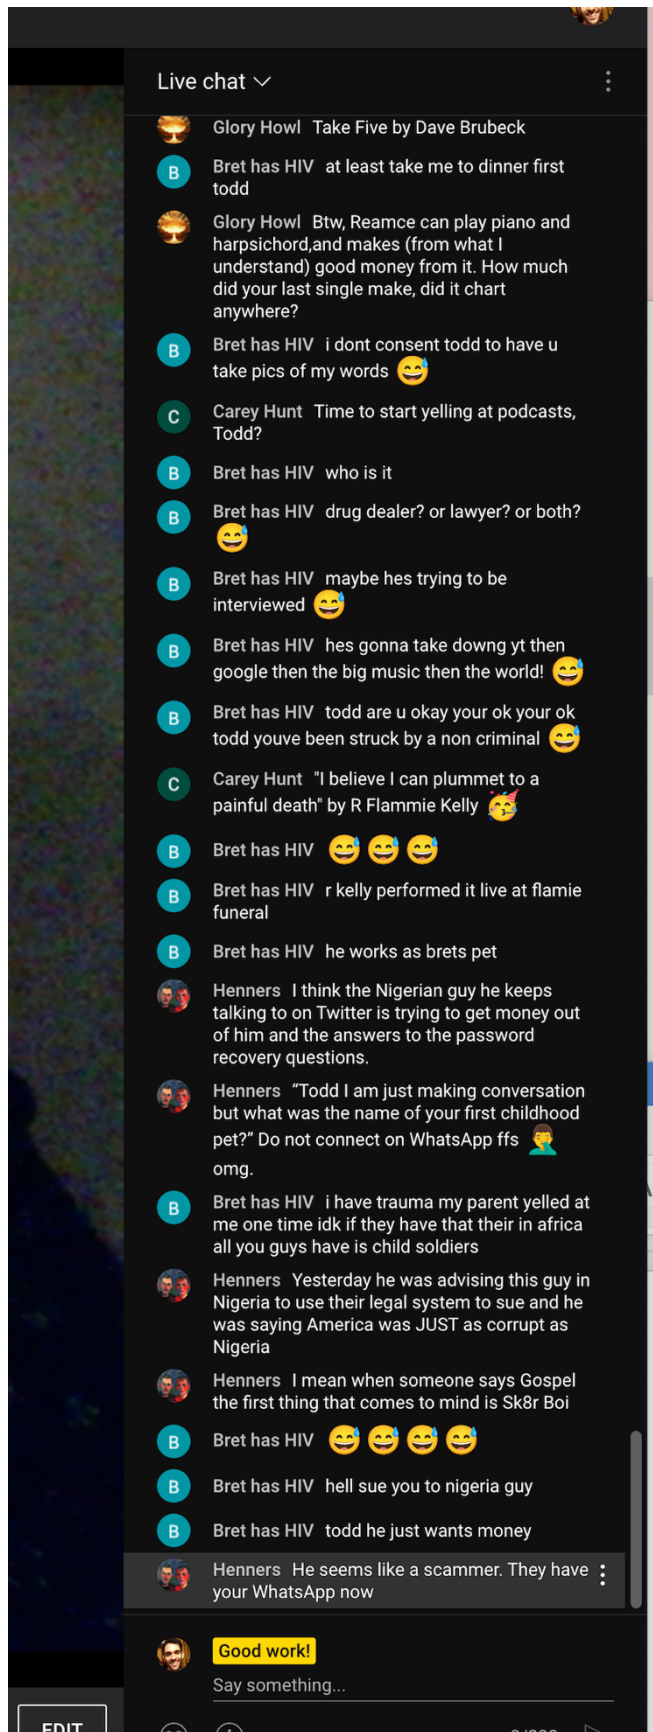 Live chat
Glory Howl Take Five by Dave Brubeck
B Bret has HIV at least take me to dinner first
todd
Glory Howl Btw, Reamce can play piano and
harpsichord,and makes (from what I
understand) good money from it. How much
did your last single make, did it chart
anywhere?
B Bret has HIV i dont consent todd to have u
take pics of my words 😅
C Carey Hunt Time to start yelling at podcasts,
Todd?
B Bret has HIV who is it
B Bret has HIV drug dealer? or lawyer? or both?
😅
B Bret has HIV maybe hes trying to be
interviewed 😅
B Bret has HIV hes gonna take downg yt then
google then the big music then the world! 😅
B Bret has HIV todd are u okay your ok your ok
todd youve been struck by a non criminal 😅
C Carey Hunt "I believe I can plummet to a
painful death" by R Flammie Kelly 🥳
B Bret has HIV 😅😅😅
B Bret has HIV r kelly performed it live at flamie
funeral
B Bret has HIV he works as brets pet
Henners I think the Nigerian guy he keeps
talking to on Twitter is trying to get money out
of him and the answers to the password
recovery questions.
Henners “Todd I am just making conversation
but what was the name of your first childhood
pet?” Do not connect on WhatsApp ffs 🤦‍♂️
omg.
B Bret has HIV i have trauma my parent yelled at
me one time idk if they have that their in africa
all you guys have is child soldiers
Henners Yesterday he was advising this guy in
Nigeria to use their legal system to sue and he
was saying America was JUST as corrupt as
Nigeria
Henners I mean when someone says Gospel
the first thing that comes to mind is Sk8r Boi
B Bret has HIV 😅😅😅😅
B Bret has HIV hell sue you to nigeria guy
B Bret has HIV todd he just wants money
Henners He seems like a scammer. They have
your WhatsApp now
Good work!
Say something...
EDIT